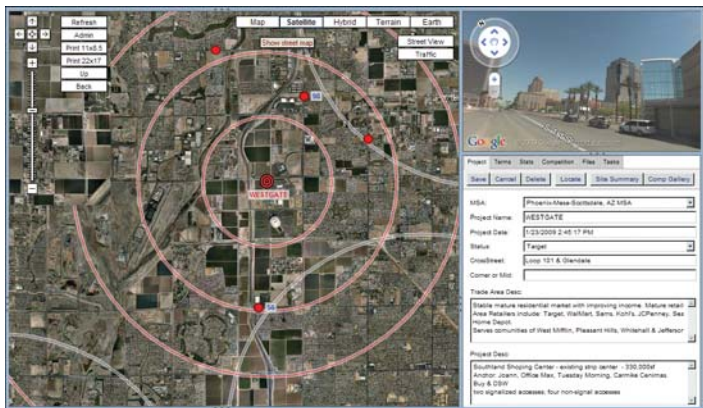 Refresh
Admin
Print 11x8.5
Print 22x17
Up
Back
Map Satellite Hybrid Terrain Earth
Show street map
Street View
Traffic
WESTGATE
Google
Project Terms Stats Competition Files Tasks
Save Cancel Delete Locate Site Summary Comp Gallery
MSA: Phoenix-Mesa-Scottsdale, AZ MSA
Project Name: WESTGATE
Project Date: 1/23/2009 2:45:17 PM
Status: Target
CrossStreet: Loop 101 & Glendale
Corner or Mid:
Trade Area Desc:
Stable mature residential market with improving income. Mature retail
Area Retailers include: Target, WalMart, Sams, Kohl's, JCPenney, Sea
Home Depot.
Serves comunities of West Mifflin, Pleasant Hills, Whitehall & Jefferson
Project Desc:
Southland Shoping Center - existing strip center - 330,000sf
Anchor: Joann, Office Max, Tuesday Morning, Carmike Cenimas
Buy & DSW
two signalized accesses, four non-signal accesses